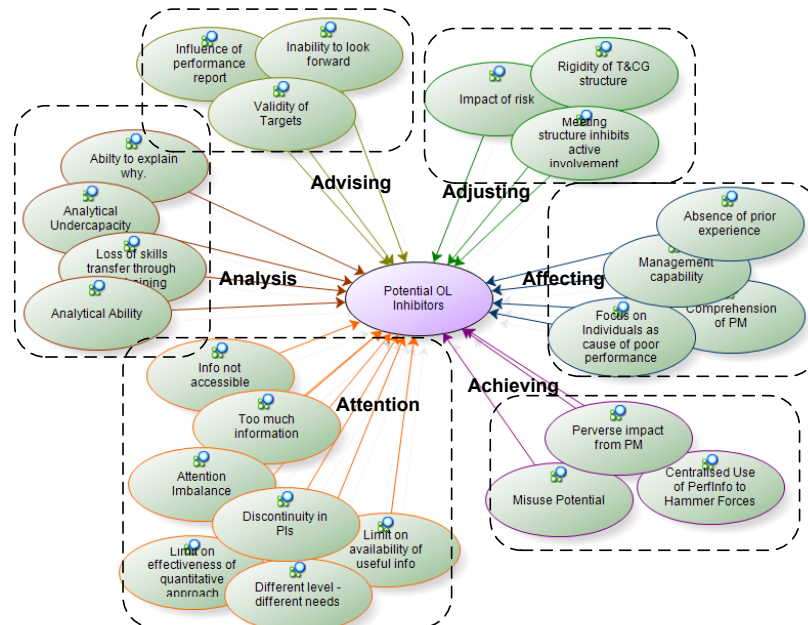 Influence of
performance
report
Inability to look
forward
Validity of
Targets
Advising
Impact of risk
Rigidity of T&CG
structure
Meeting
structure inhibits
active
involvement
Adjusting
Abilty to explain
why.
Analytical
Undercapacity
Loss of skills
transfer through
Analytical Ability
Analysis
Potential OL
Inhibitors
Absence of prior
experience
Management
capability
Comprehension
of PM
Focus on
Individuals as
cause of poor
performance
Affecting
Info not
accessible
Too much
information
Attention
Imbalance
Discontinuity in
PIs
Limit on
availability of
useful info
Limit on
effectiveness of
quantitative
approach
Different level -
different needs
Attention
Achieving
Perverse impact
from PM
Misuse Potential
Centralised Use
of PerfInfo to
Hammer Forces